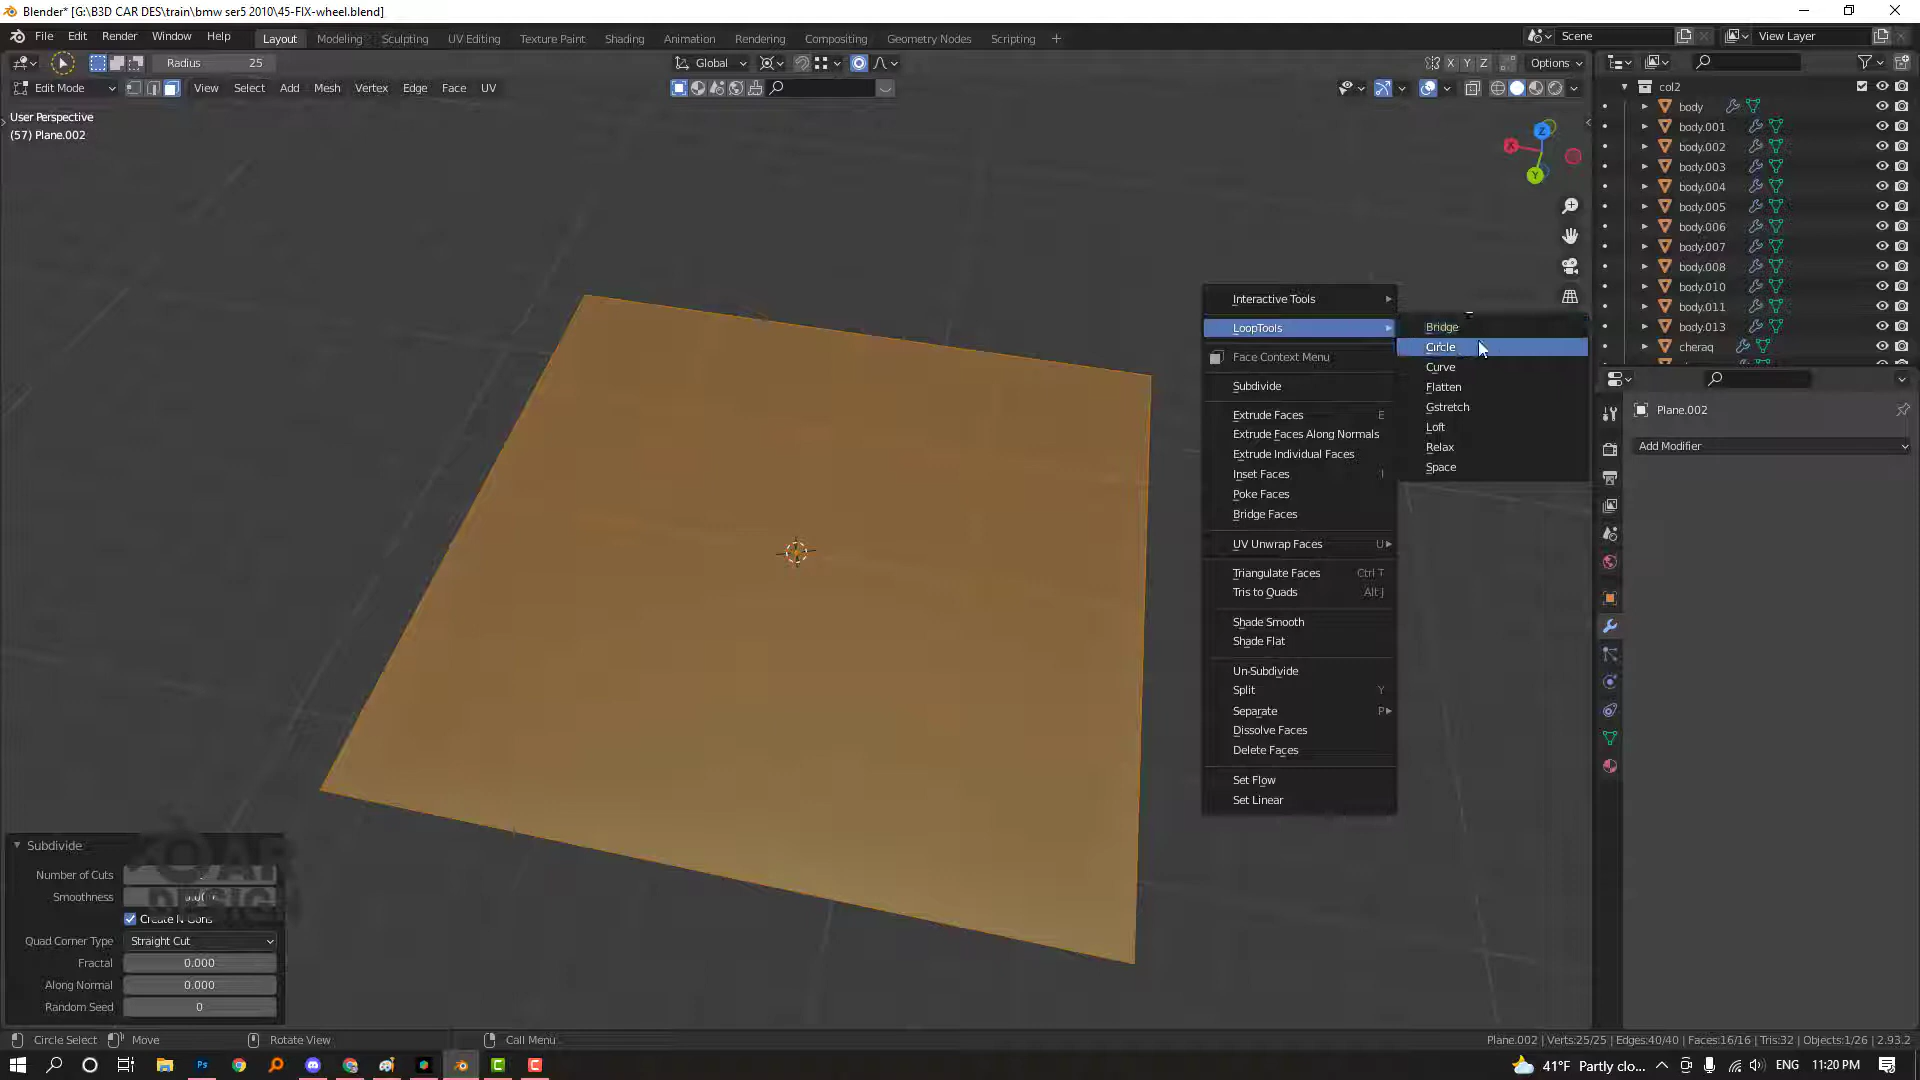 Blender* [G:\B3D CAR DES\train\bmw ser5 2010\45-FIX-wheel.blend]
File Edit Render Window Help
Layout Modeling Sculpting UV Editing Texture Paint Shading Animation Rendering Compositing Geometry Nodes Scripting
Scene
View Layer
Radius 25
Global
X Y Z
Options
Edit Mode
View Select Add Mesh Vertex Edge Face UV
User Perspective
(57) Plane.002
Z
X
Y
col2
body
body.001
body.002
body.003
body.004
body.005
body.006
body.007
body.008
body.010
body.011
body.013
cheraq
Plane.002
Add Modifier
Interactive Tools
LoopTools
Face Context Menu
Subdivide
Extrude Faces E
Extrude Faces Along Normals
Extrude Individual Faces
Inset Faces I
Poke Faces
Bridge Faces
UV Unwrap Faces U
Triangulate Faces Ctrl T
Tris to Quads Alt J
Shade Smooth
Shade Flat
Un-Subdivide
Split Y
Separate P
Dissolve Faces
Delete Faces
Set Flow
Set Linear
Bridge
Circle
Curve
Flatten
Gstretch
Loft
Relax
Space
Subdivide
Number of Cuts
Smoothness
Quad Corner Type Straight Cut
Fractal 0.000
Along Normal 0.000
Random Seed 0
Circle Select Move Rotate View Call Menu
Plane.002 | Verts:25/25 | Edges:40/40 | Faces:16/16 | Tris:32 | Objects:1/26 | 2.93.2
41°F Partly clo... ENG 11:20 PM